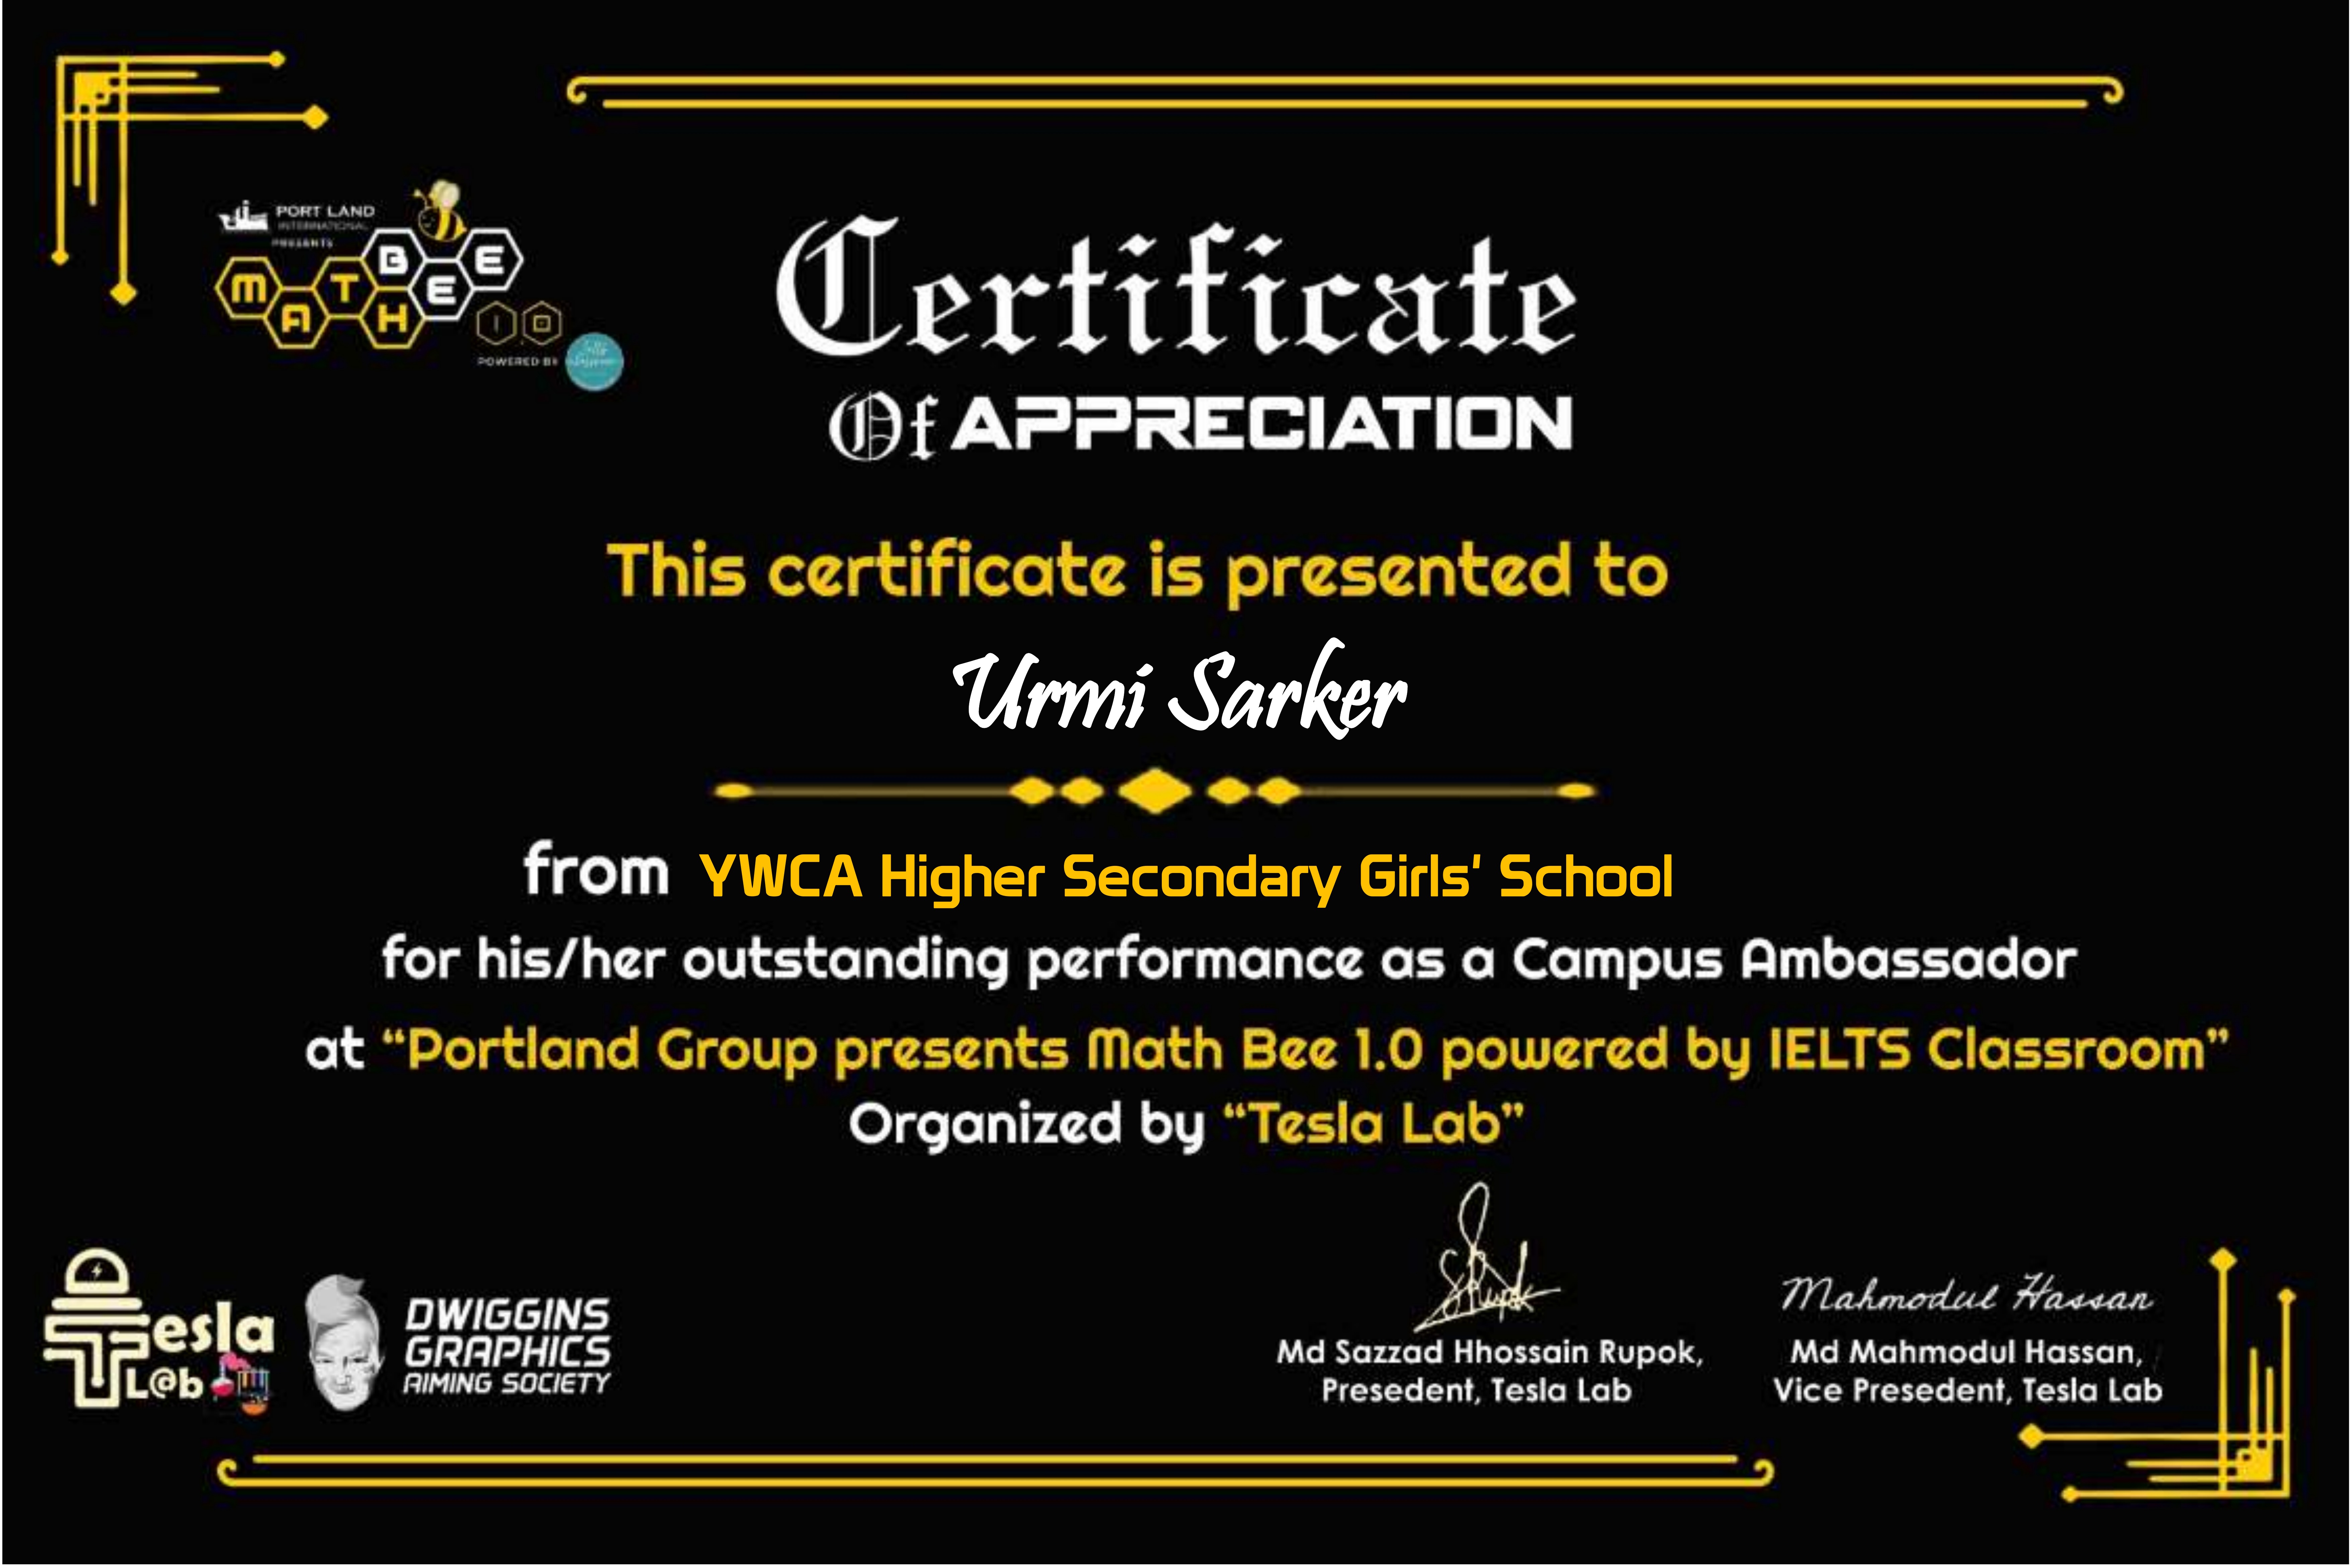 PORT LAND
INTERNATIONAL
PRESENTS
MATH BEE
1.0
POWERED BY
Certificate
Of APPRECIATION
This certificate is presented to
Urmi Sarker
from YWCA Higher Secondary Girls' School
for his/her outstanding performance as a Campus Ambassador
at “Portland Group presents Math Bee 1.0 powered by IELTS Classroom”
Organized by “Tesla Lab”
Tesla
L@b
DWIGGINS
GRAPHICS
AIMING SOCIETY
Mahmodul Hassan
Md Sazzad Hhossain Rupok,
Presedent, Tesla Lab
Md Mahmodul Hassan,
Vice Presedent, Tesla Lab